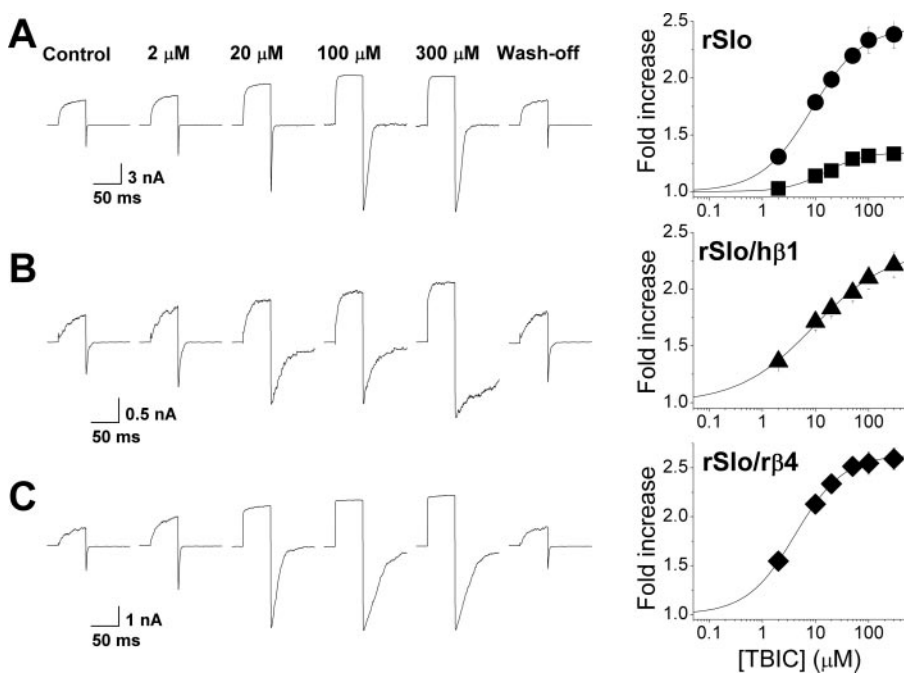 A
Control 2 μM 20 μM 100 μM 300 μM Wash-off
3 nA
50 ms
rSlo
Fold increase
2.5
2.0
1.5
1.0
0.1 1 10 100
B
0.5 nA
50 ms
rSlo/hβ1
Fold increase
2.5
2.0
1.5
1.0
0.1 1 10 100
C
1 nA
50 ms
rSlo/rβ4
Fold increase
2.5
2.0
1.5
1.0
0.1 1 10 100
[TBIC] (μM)